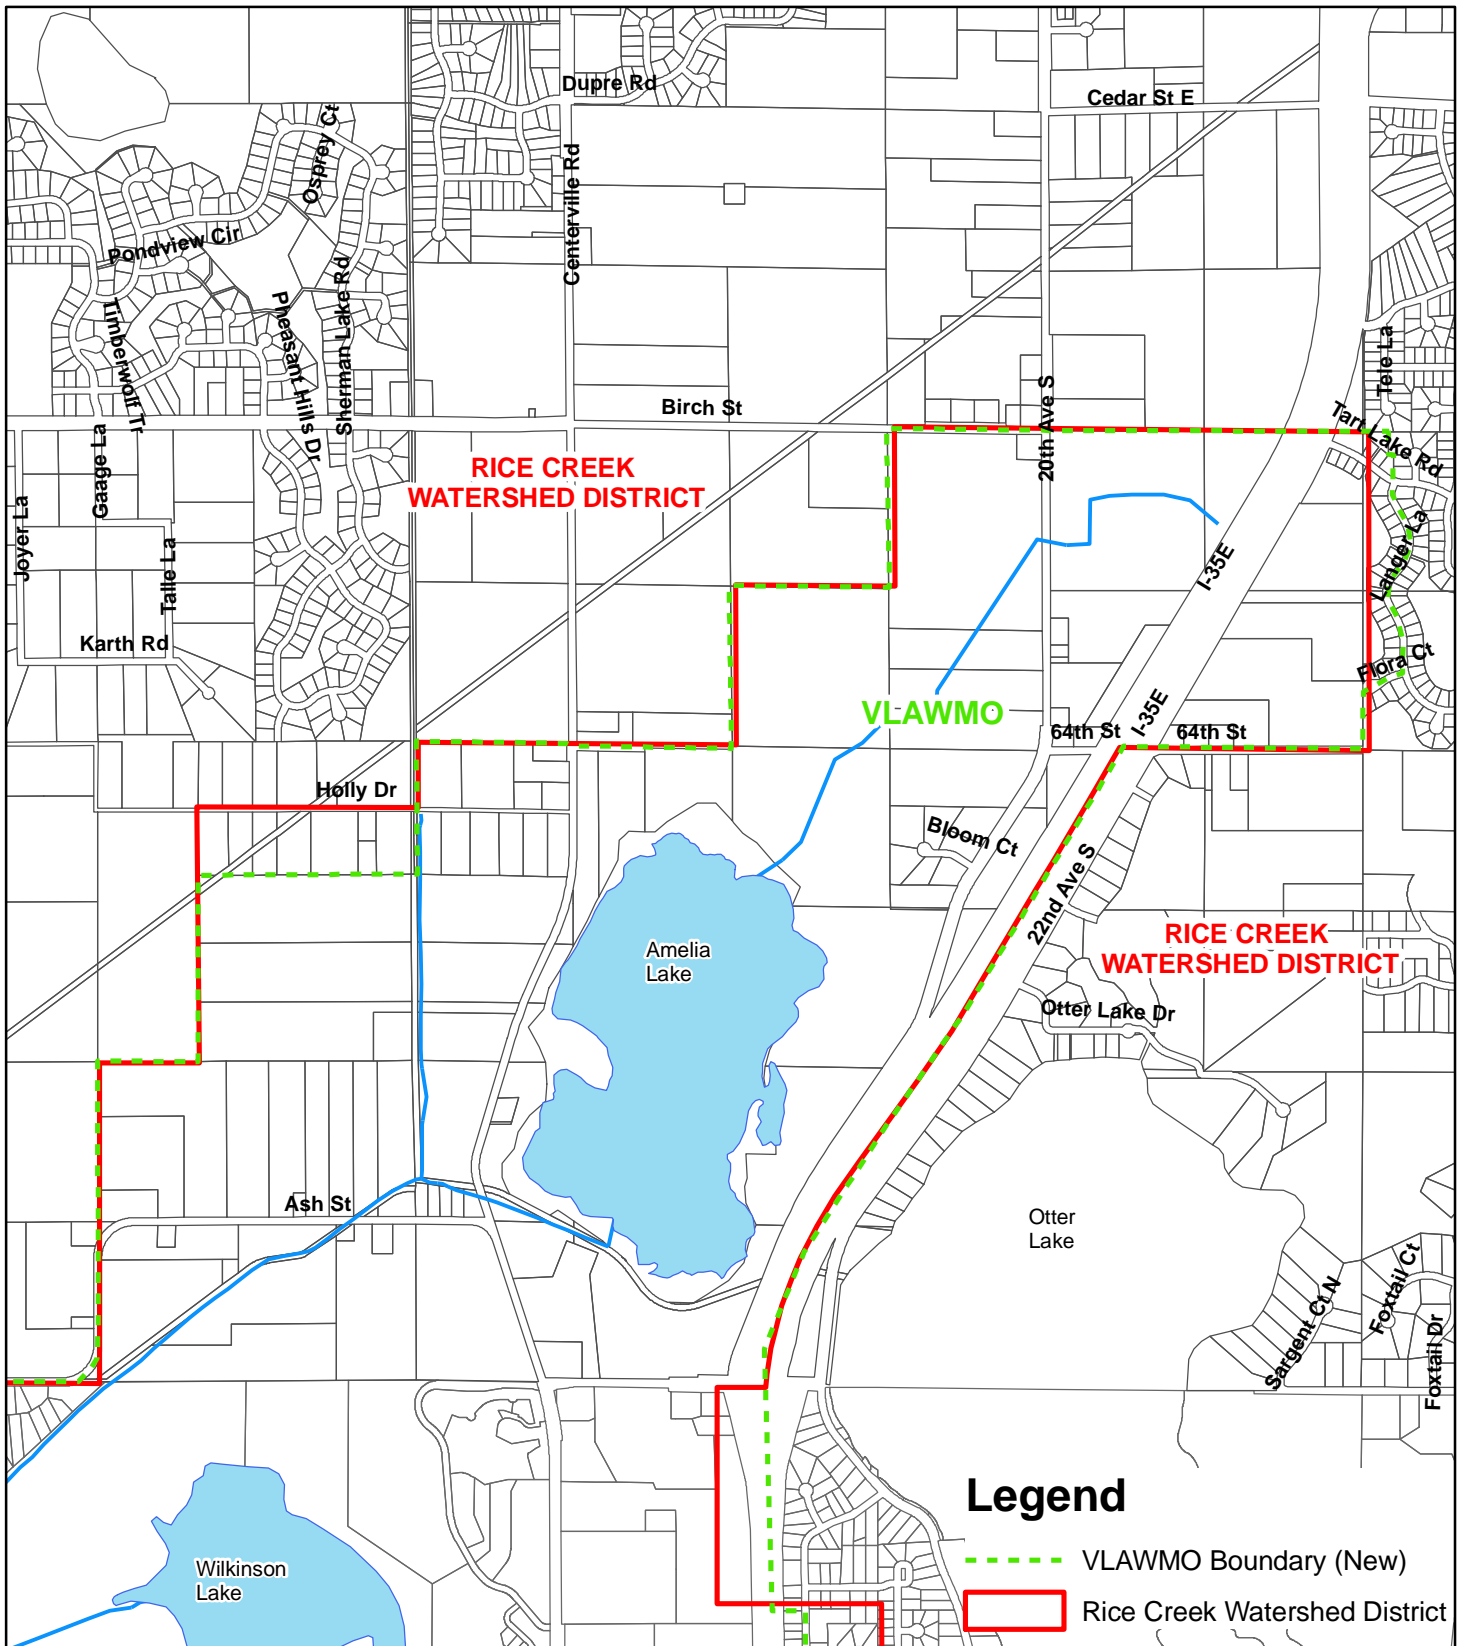 Dupre Rd
Cedar St E
Osprey Ct
Centerville Rd
Pondview Cir
Timberwolf Tr
Pheasant Hills Dr
Sherman Lake Rd
Tele La
Birch St
20th Ave S
Tart Lake Rd
Gaage La
RICE CREEK
WATERSHED DISTRICT
Joyer La
Talle La
I-35E
Langer La
Karth Rd
Flora Ct
VLAWMO
64th St
I-35E
64th St
Holly Dr
Bloom Ct
22nd Ave S
Amelia
Lake
RICE CREEK
WATERSHED DISTRICT
Otter Lake Dr
Ash St
Otter
Lake
Sargent Ct N
Foxtail Ct
Foxtail Dr
Wilkinson
Lake
Legend
VLAWMO Boundary (New)
Rice Creek Watershed District